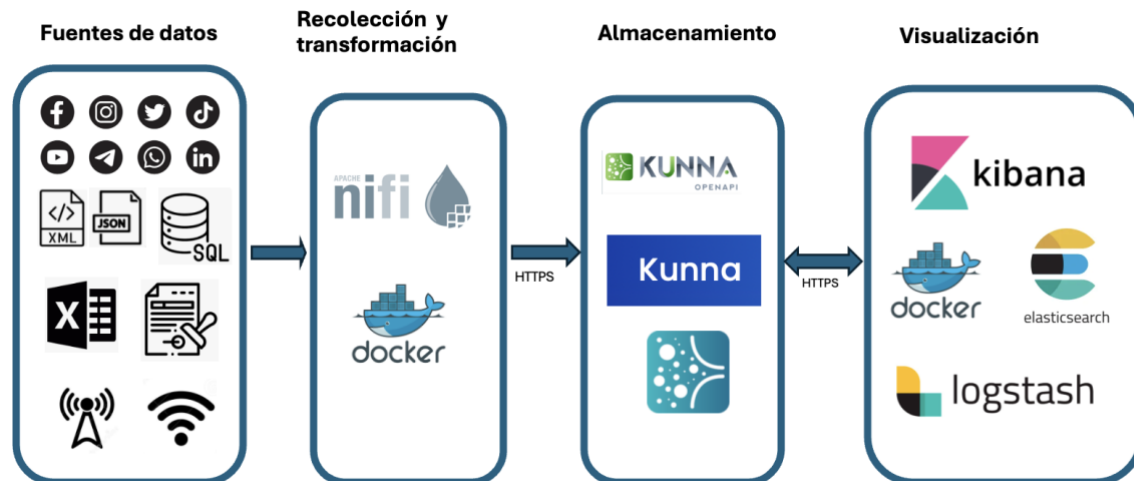 Fuentes de datos
Recolección y
transformación
Almacenamiento
Visualización
XML
JSON
SQL
X
in
APACHE
nifi
docker
HTTPS
KUNNA
OPENAPI
Kunna
HTTPS
kibana
docker
elasticsearch
logstash